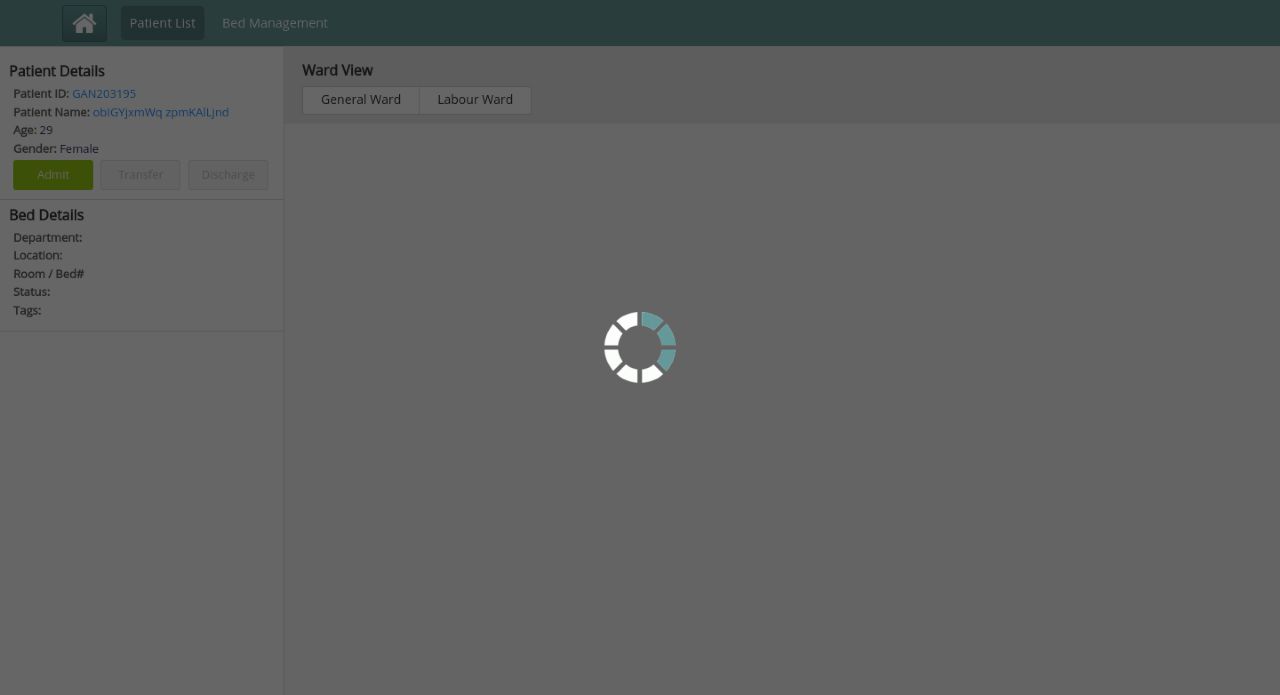 Patient List
Bed Management
Patient Details
Patient ID: GAN203195
Patient Name: obiGYjxmWq zpmKAlLjnd
Age: 29
Gender: Female
Admit
Transfer
Discharge
Bed Details
Department:
Location:
Room / Bed#
Status:
Tags:
Ward View
General Ward
Labour Ward